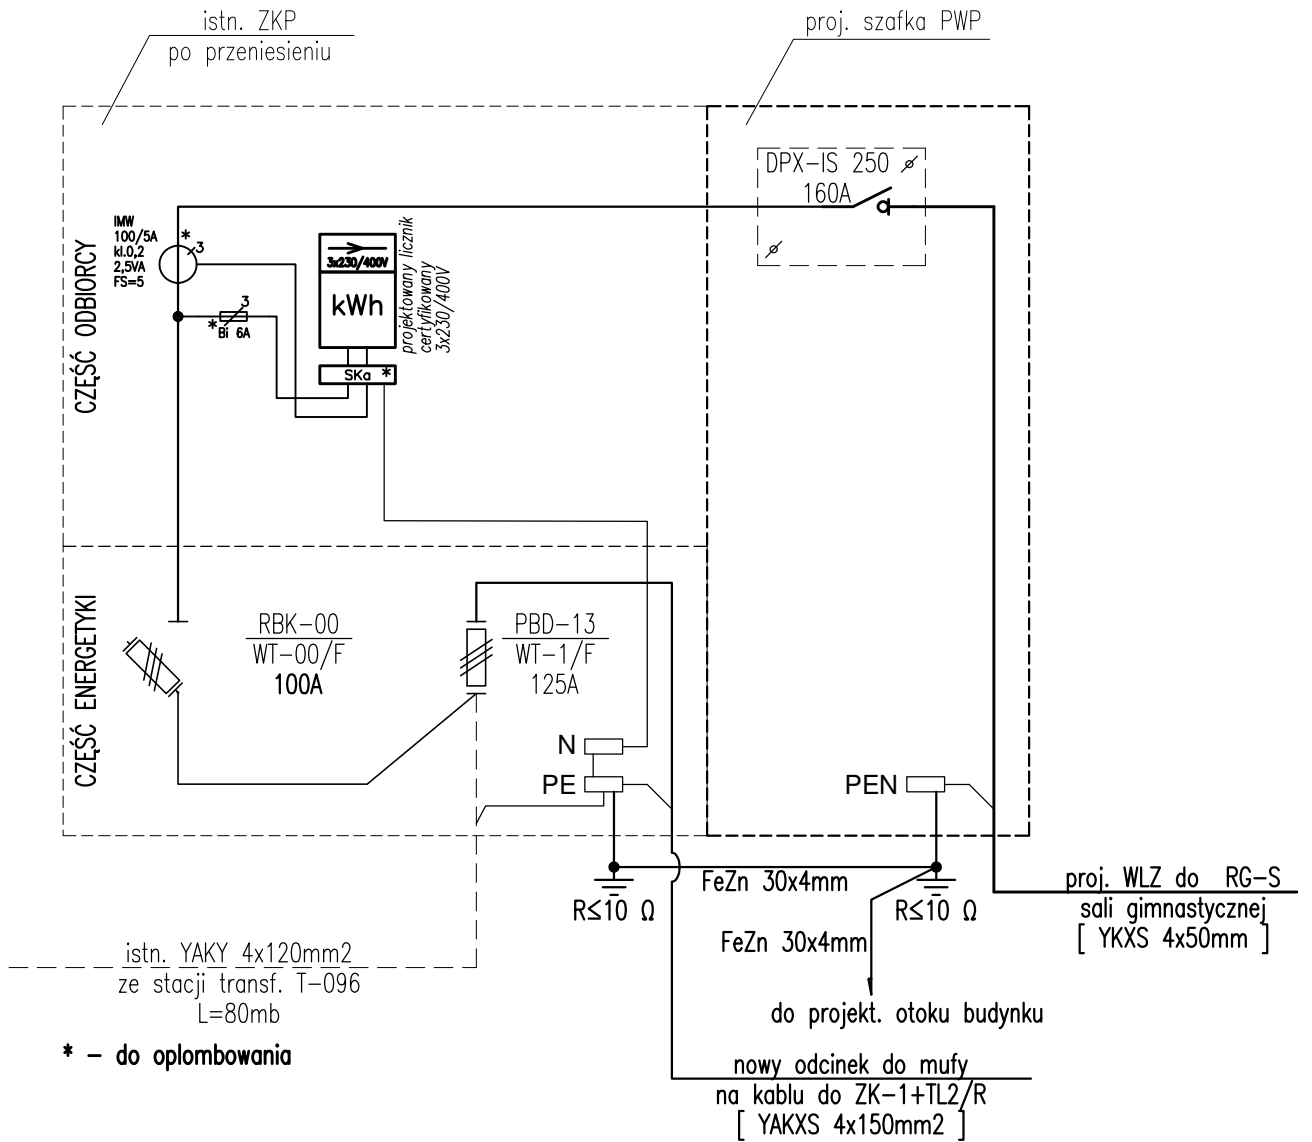 istn. ZKP
po przeniesieniu
proj. szafka PWP
DPX-IS 250
160A
IMW
100/5A
kl.0,2
2,5VA
FS=5
*
3
3
*
Bi 6A
3x230/400V
kWh
SKa *
projektowany licznik
certyfikowany
3x230/400V
CZĘŚĆ ODBIORCY
CZĘŚĆ ENERGETYKI
RBK-00
WT-00/F
100A
PBD-13
WT-1/F
125A
N
PE
PEN
FeZn 30x4mm
R≤10 Ω
R≤10 Ω
FeZn 30x4mm
do projekt. otoku budynku
proj. WLZ do RG-S
sali gimnastycznej
[ YKXS 4x50mm ]
istn. YAKY 4x120mm2
ze stacji transf. T-096
L=80mb
* - do oplombowania
nowy odcinek do mufy
na kablu do ZK-1+TL2/R
[ YAKXS 4x150mm2 ]